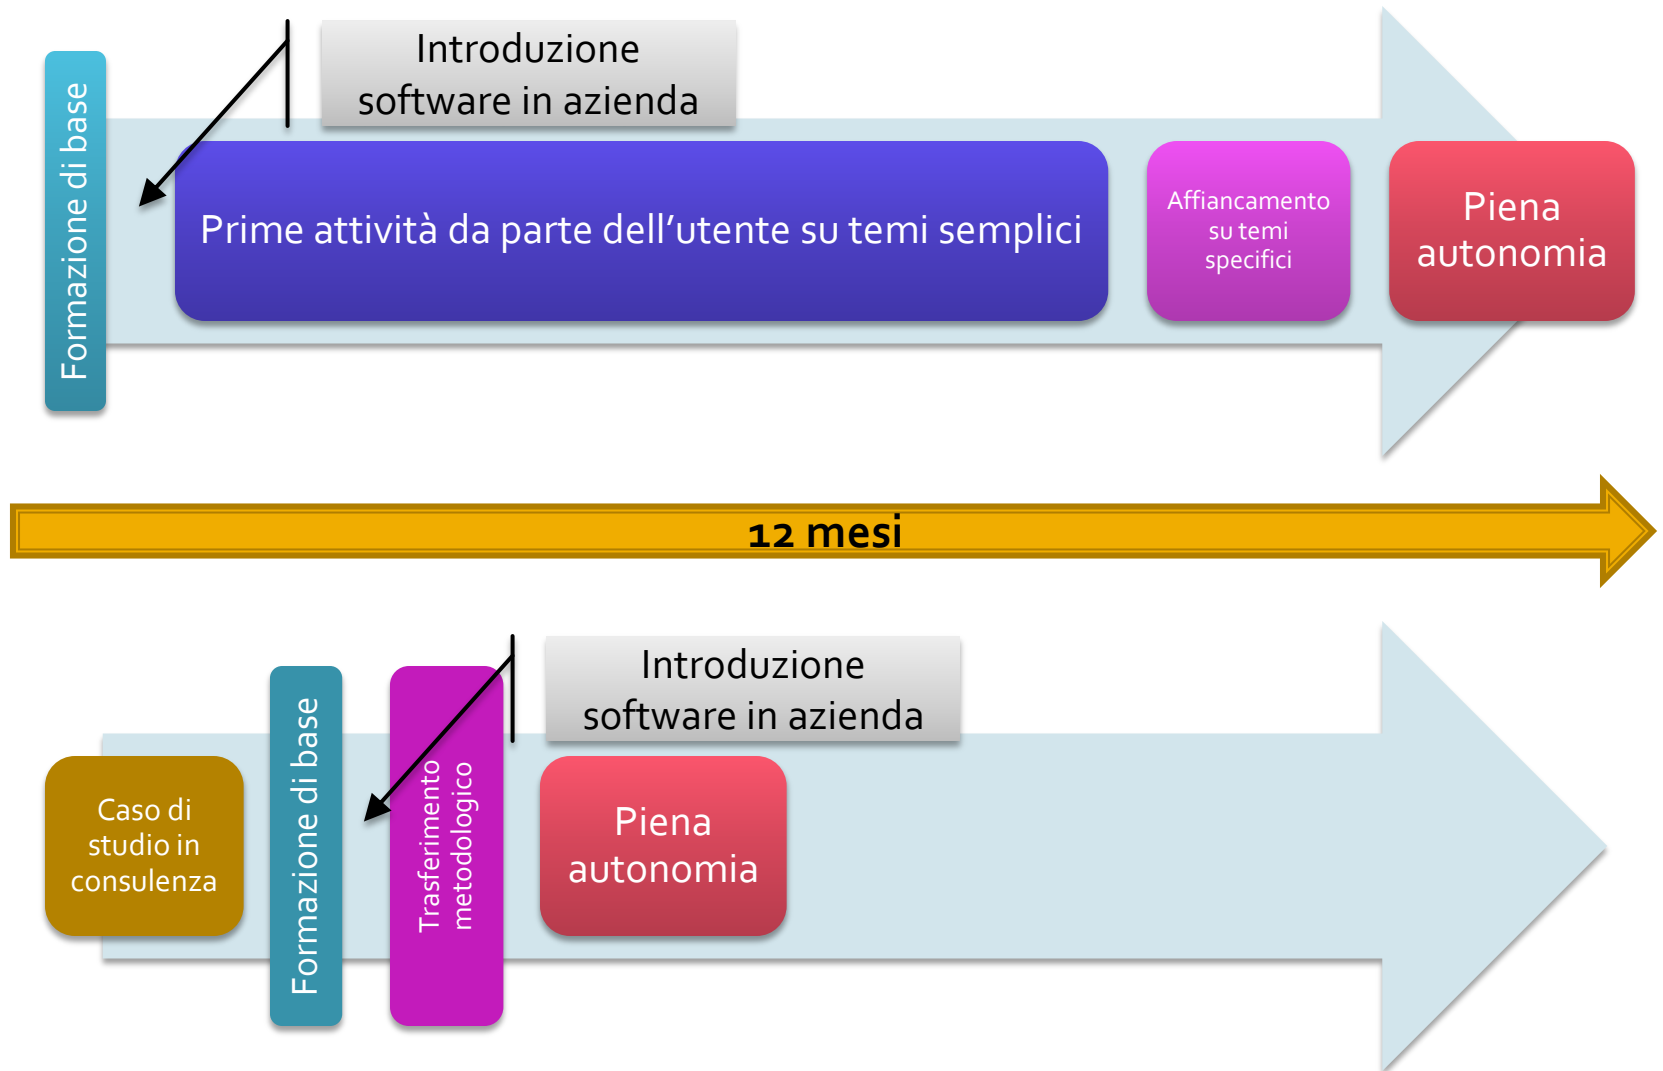 Introduzione
software in azienda
Formazione di base
Prime attività da parte dell’utente su temi semplici
Affiancamento
su temi
specifici
Piena
autonomia
12 mesi
Introduzione
software in azienda
Caso di
studio in
consulenza
Formazione di base
Trasferimento
metodologico
Piena
autonomia